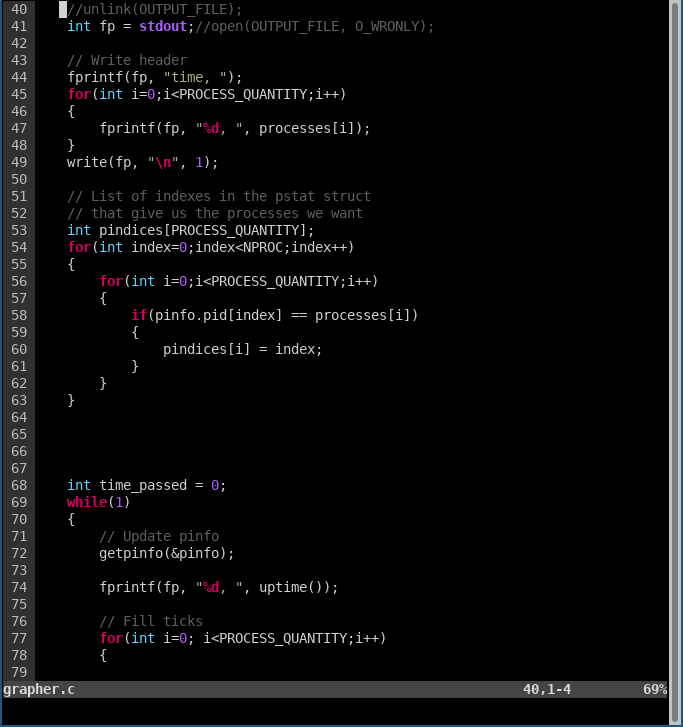 40    //unlink(OUTPUT_FILE);
41    int fp = stdout;//open(OUTPUT_FILE, O_WRONLY);
42
43    // Write header
44    fprintf(fp, "time, ");
45    for(int i=0;i<PROCESS_QUANTITY;i++)
46    {
47        fprintf(fp, "%d, ", processes[i]);
48    }
49    write(fp, "\n", 1);
50
51    // List of indexes in the pstat struct
52    // that give us the processes we want
53    int pindices[PROCESS_QUANTITY];
54    for(int index=0;index<NPROC;index++)
55    {
56        for(int i=0;i<PROCESS_QUANTITY;i++)
57        {
58            if(pinfo.pid[index] == processes[i])
59            {
60                pindices[i] = index;
61            }
62        }
63    }
64
65
66
67
68    int time_passed = 0;
69    while(1)
70    {
71        // Update pinfo
72        getpinfo(&pinfo);
73
74        fprintf(fp, "%d, ", uptime());
75
76        // Fill ticks
77        for(int i=0; i<PROCESS_QUANTITY;i++)
78        {
79
grapher.c 40,1-4 69%